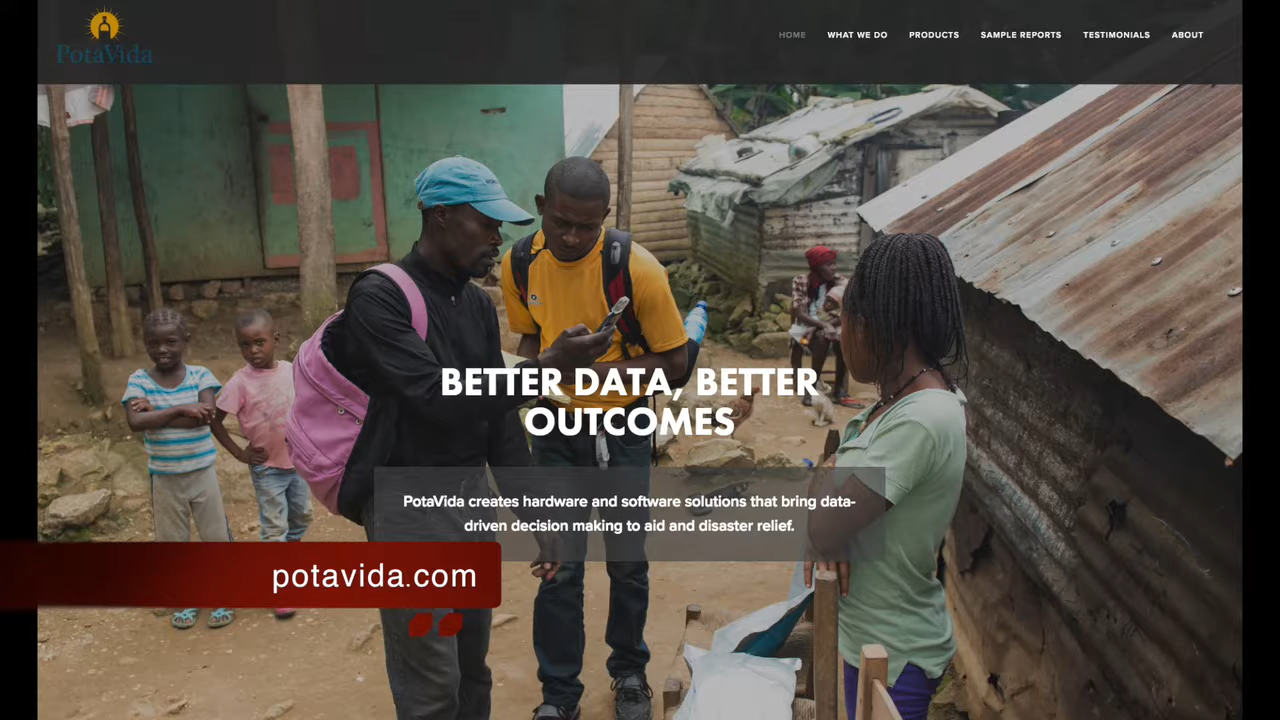 PotaVida
HOME
WHAT WE DO
PRODUCTS
SAMPLE REPORTS
TESTIMONIALS
ABOUT
BETTER DATA, BETTER
OUTCOMES
PotaVida creates hardware and software solutions that bring data-
driven decision making to aid and disaster relief.
potavida.com